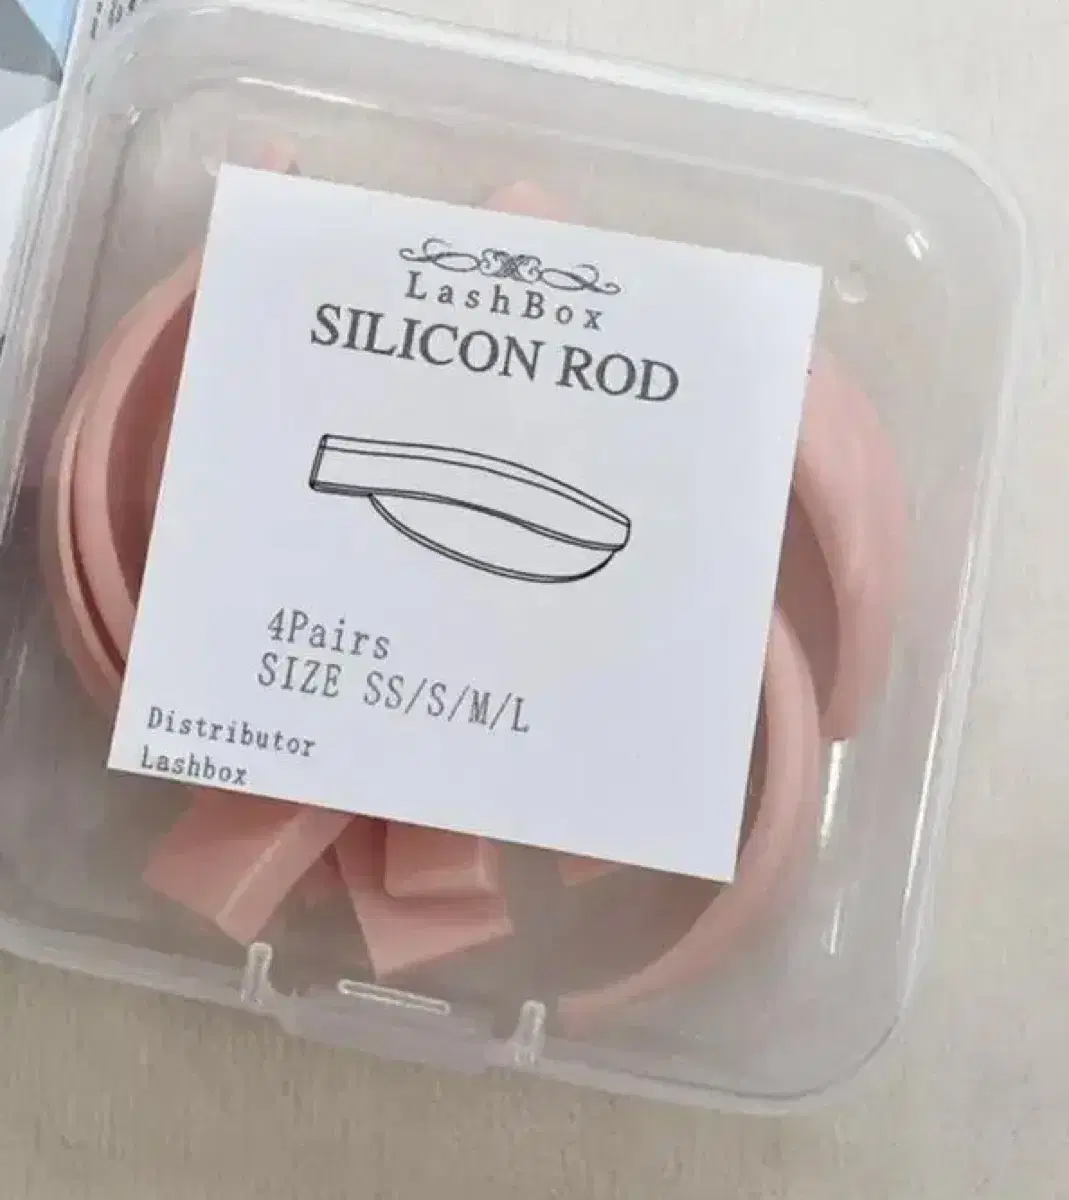 LashBox
SILICON ROD
4Pairs
SIZE SS/S/M/L
Distributor
Lashbox